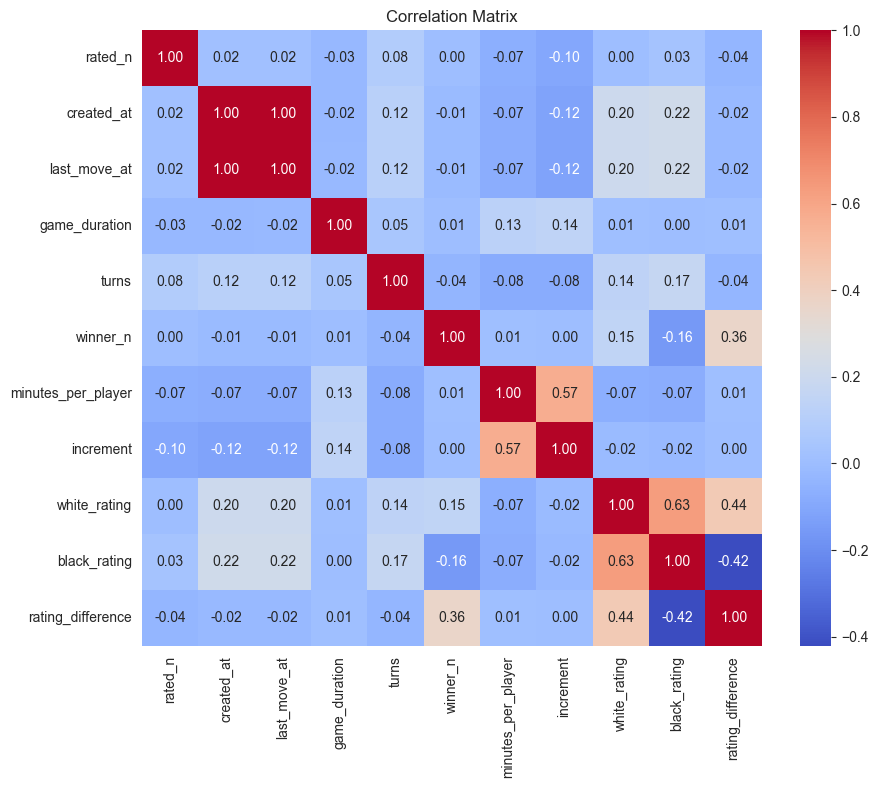 Correlation Matrix
rated_n 1.00 0.02 0.02 -0.03 0.08 0.00 -0.07 -0.10 0.00 0.03 -0.04
created_at 0.02 1.00 1.00 -0.02 0.12 -0.01 -0.07 -0.12 0.20 0.22 -0.02
last_move_at 0.02 1.00 1.00 -0.02 0.12 -0.01 -0.07 -0.12 0.20 0.22 -0.02
game_duration -0.03 -0.02 -0.02 1.00 0.05 0.01 0.13 0.14 0.01 0.00 0.01
turns 0.08 0.12 0.12 0.05 1.00 -0.04 -0.08 -0.08 0.14 0.17 -0.04
winner_n 0.00 -0.01 -0.01 0.01 -0.04 1.00 0.01 0.00 0.15 -0.16 0.36
minutes_per_player -0.07 -0.07 -0.07 0.13 -0.08 0.01 1.00 0.57 -0.07 -0.07 0.01
increment -0.10 -0.12 -0.12 0.14 -0.08 0.00 0.57 1.00 -0.02 -0.02 0.00
white_rating 0.00 0.20 0.20 0.01 0.14 0.15 -0.07 -0.02 1.00 0.63 0.44
black_rating 0.03 0.22 0.22 0.00 0.17 -0.16 -0.07 -0.02 0.63 1.00 -0.42
rating_difference -0.04 -0.02 -0.02 0.01 -0.04 0.36 0.01 0.00 0.44 -0.42 1.00
rated_n
created_at
last_move_at
game_duration
turns
winner_n
minutes_per_player
increment
white_rating
black_rating
rating_difference
1.0
0.8
0.6
0.4
0.2
0.0
−0.2
−0.4